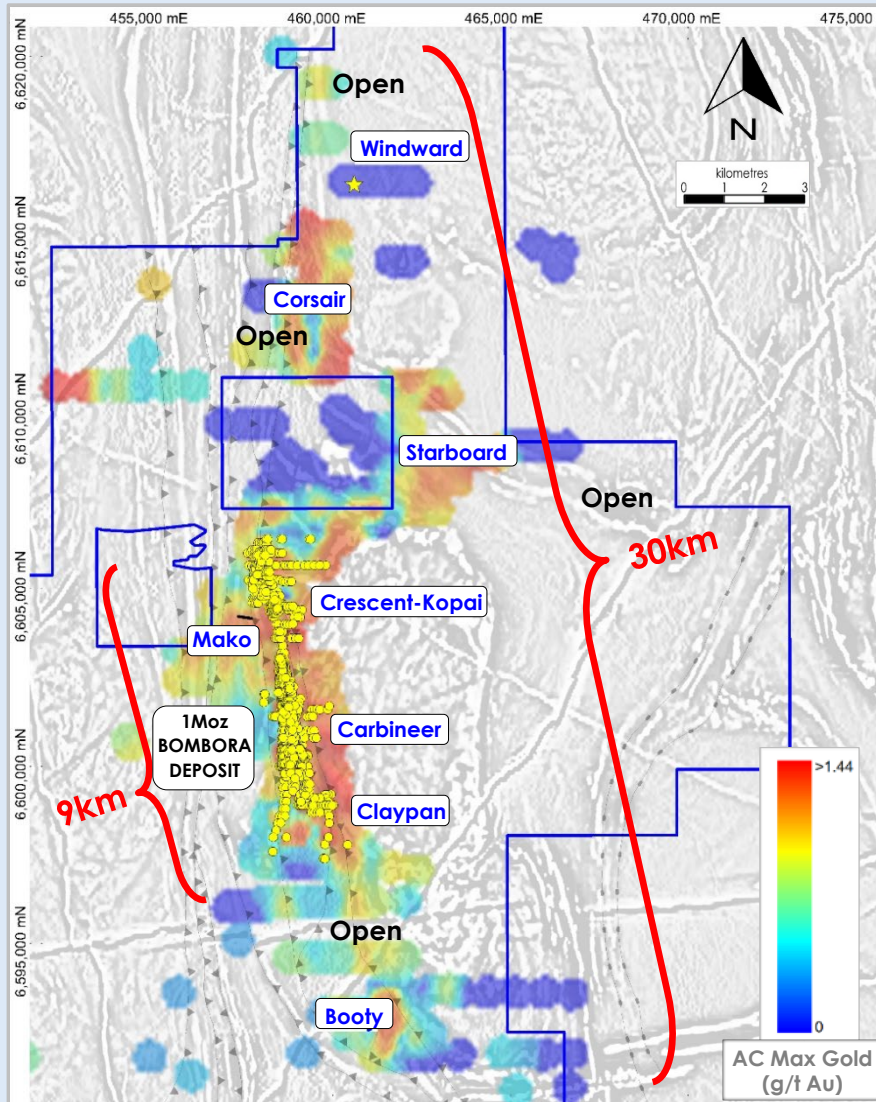 455,000 mE
460,000 mE
465,000 mE
470,000 mE
475,000 m
6,620,000 mN
Open
Windward
N
kilometres
0 1 2 3
6,615,000 mN
Corsair
Open
6,610,000 mN
Starboard
Open
30km
6,605,000 mN
Crescent-Kopai
Mako
1Moz
BOMBORA
DEPOSIT
Carbineer
6,600,000 mN
9km
Claypan
>1.44
0
AC Max Gold
(g/t Au)
Open
6,595,000 mN
Booty